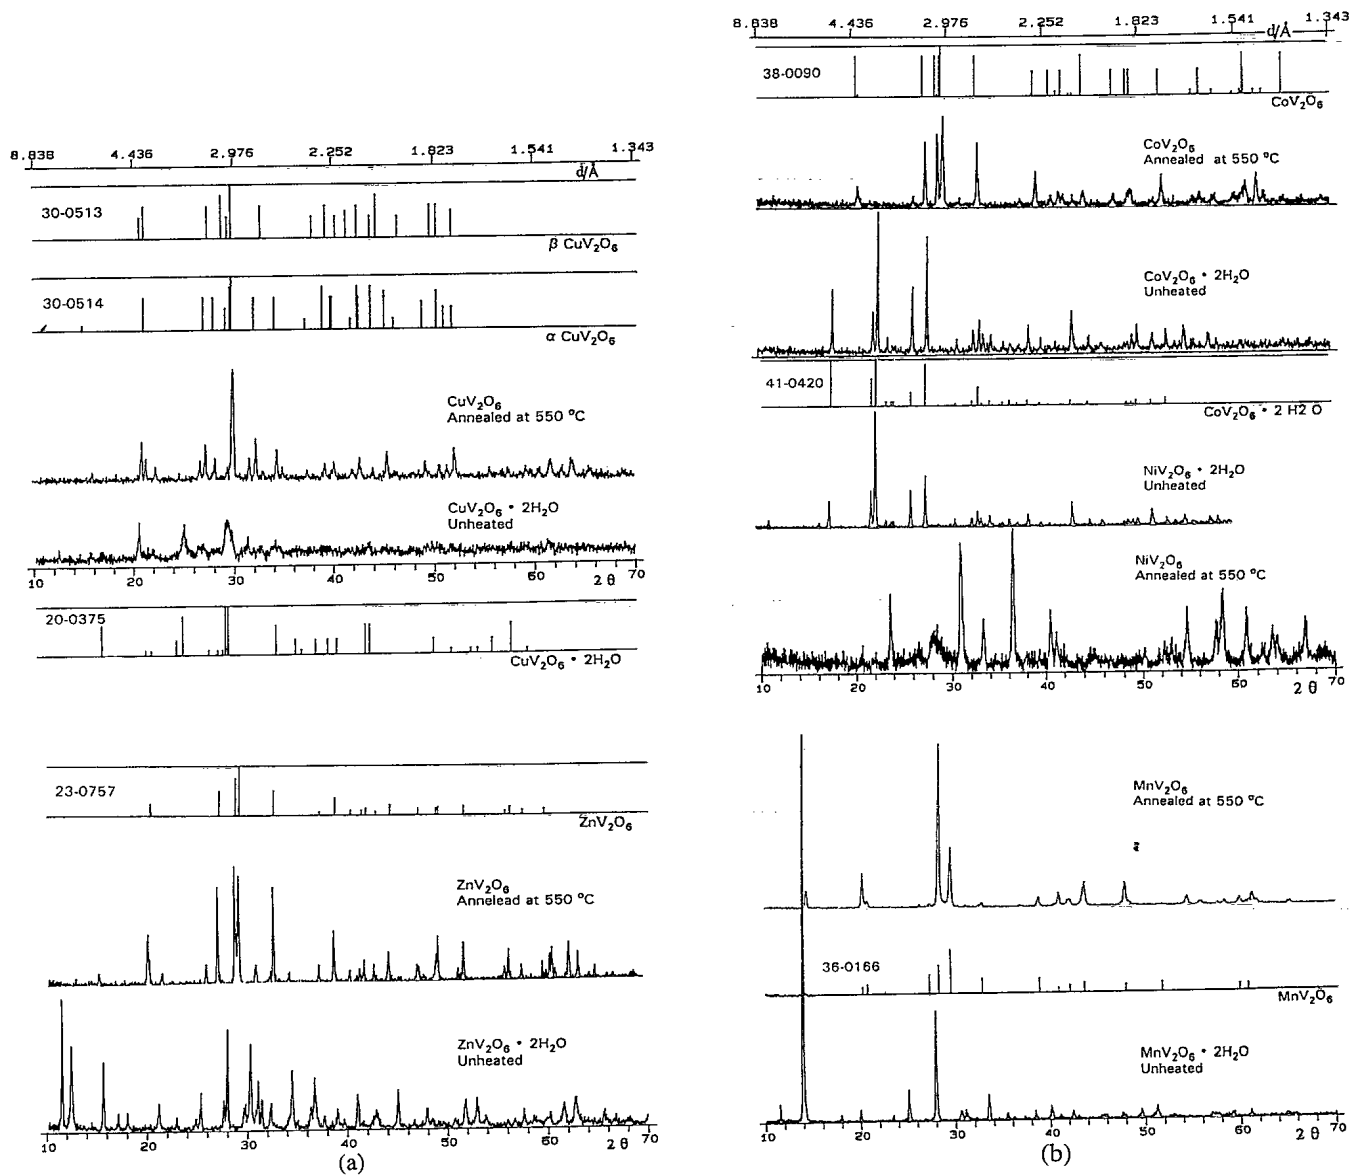 8.838 4.436 2.976 2.252 1.823 1.541 1.343
d/Å
30-0513
β CuV₂O₆
30-0514
α CuV₂O₆
CuV₂O₆
Annealed at 550 °C
CuV₂O₆ • 2H₂O
Unheated
10 20 30 40 50 60 70
2 θ
20-0375
CuV₂O₆ • 2H₂O
23-0757
ZnV₂O₆
ZnV₂O₆
Annelead at 550 °C
ZnV₂O₆ • 2H₂O
Unheated
10 20 30 40 50 60 70
2 θ
(a)
8.838 4.436 2.976 2.252 1.823 1.541 1.343
d/Å
38-0090
CoV₂O₆
CoV₂O₆
Annealed at 550 °C
CoV₂O₆ • 2H₂O
Unheated
41-0420
CoV₂O₆ • 2 H2 O
NiV₂O₆ • 2H₂O
Unheated
NiV₂O₆
Annealed at 550 °C
10 20 30 40 50 60 70
2 θ
MnV₂O₆
Annealed at 550 °C
36-0166
MnV₂O₆
MnV₂O₆ • 2H₂O
Unheated
10 20 30 40 50 60 70
2 θ
(b)